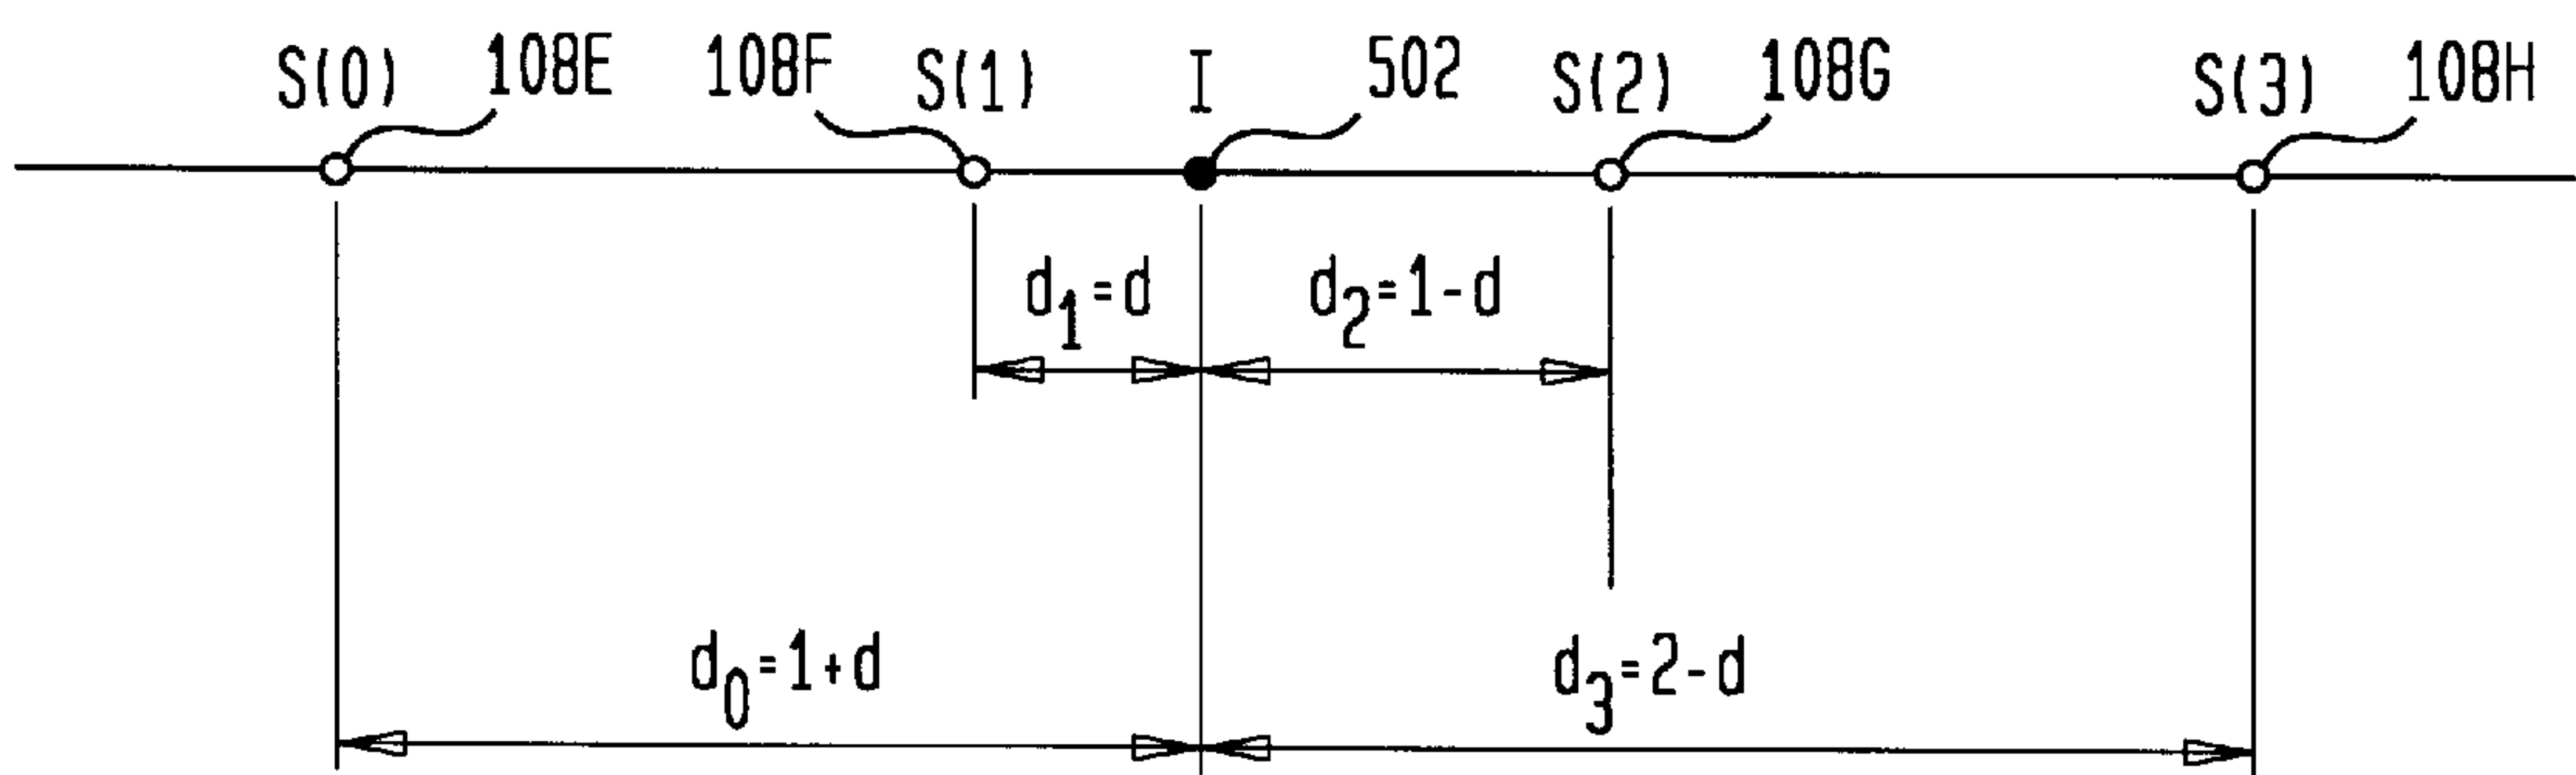 S(0) 108E 108F S(1) I 502 S(2) 108G S(3) 108H
d₁=d d₂=1-d
d₀=1+d d₃=2-d